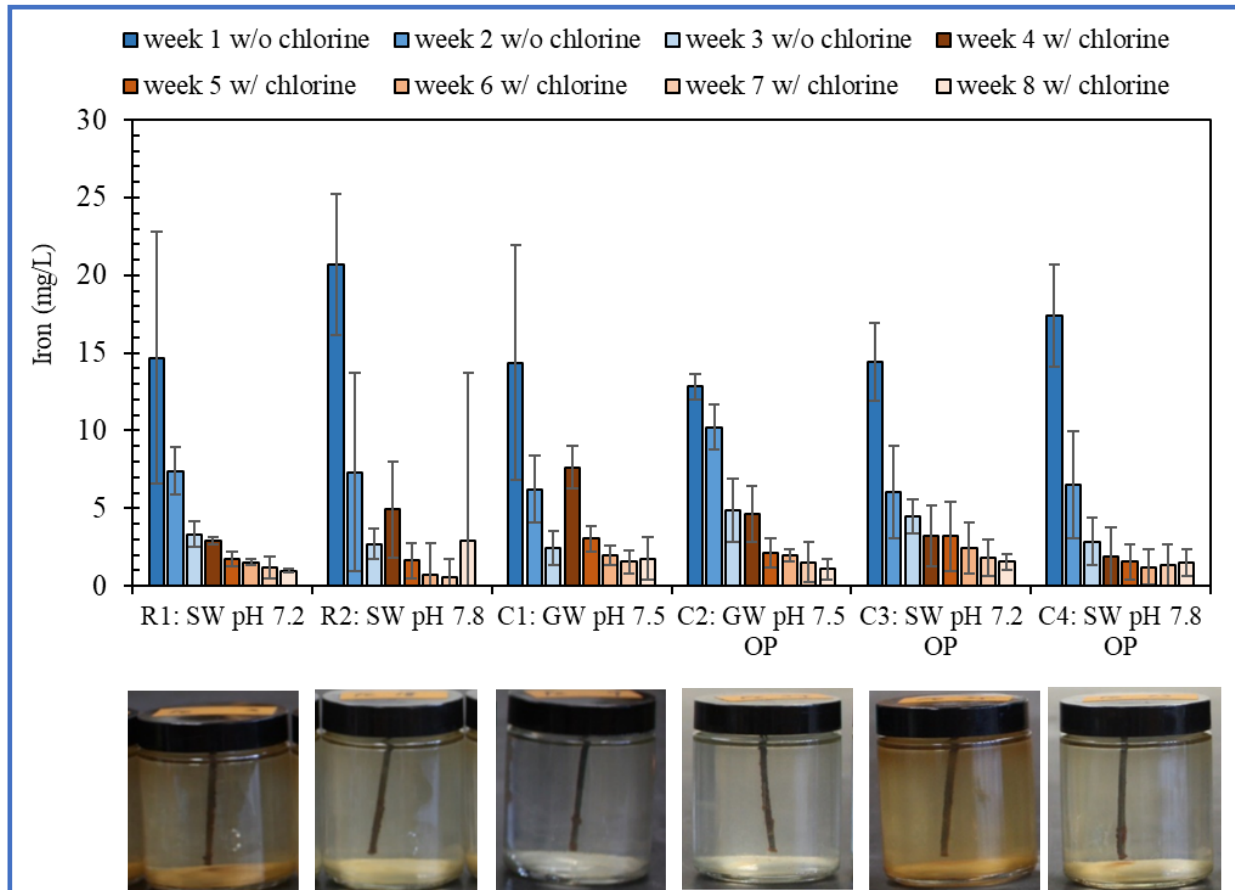 week 1 w/o chlorine week 2 w/o chlorine week 3 w/o chlorine week 4 w/ chlorine
week 5 w/ chlorine week 6 w/ chlorine week 7 w/ chlorine week 8 w/ chlorine
30
25
20
15
10
5
0
Iron (mg/L)
R1: SW pH 7.2 R2: SW pH 7.8 C1: GW pH 7.5 C2: GW pH 7.5 C3: SW pH 7.2 C4: SW pH 7.8
OP OP OP